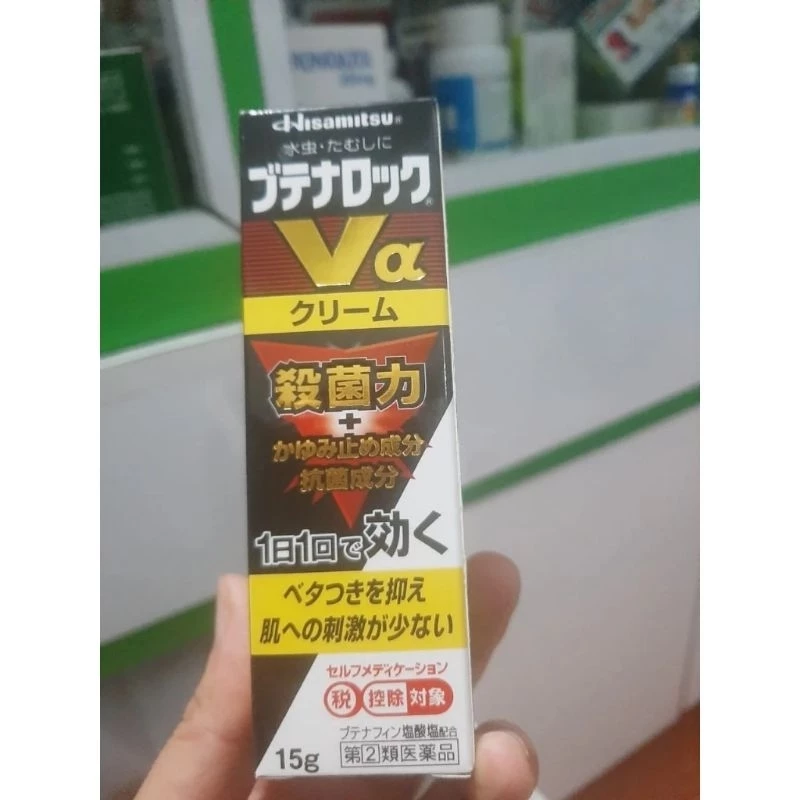 Hisamitsu®
水虫・たむしに
ブテナロック®
Vα
クリーム
殺菌力
+
かゆみ止め成分
抗菌成分
1日1回で効く
ベタつきを抑え
肌への刺激が少ない
セルフメディケーション
税 控除 対象
ブテナフィン塩酸塩配合
15g 第②類医薬品